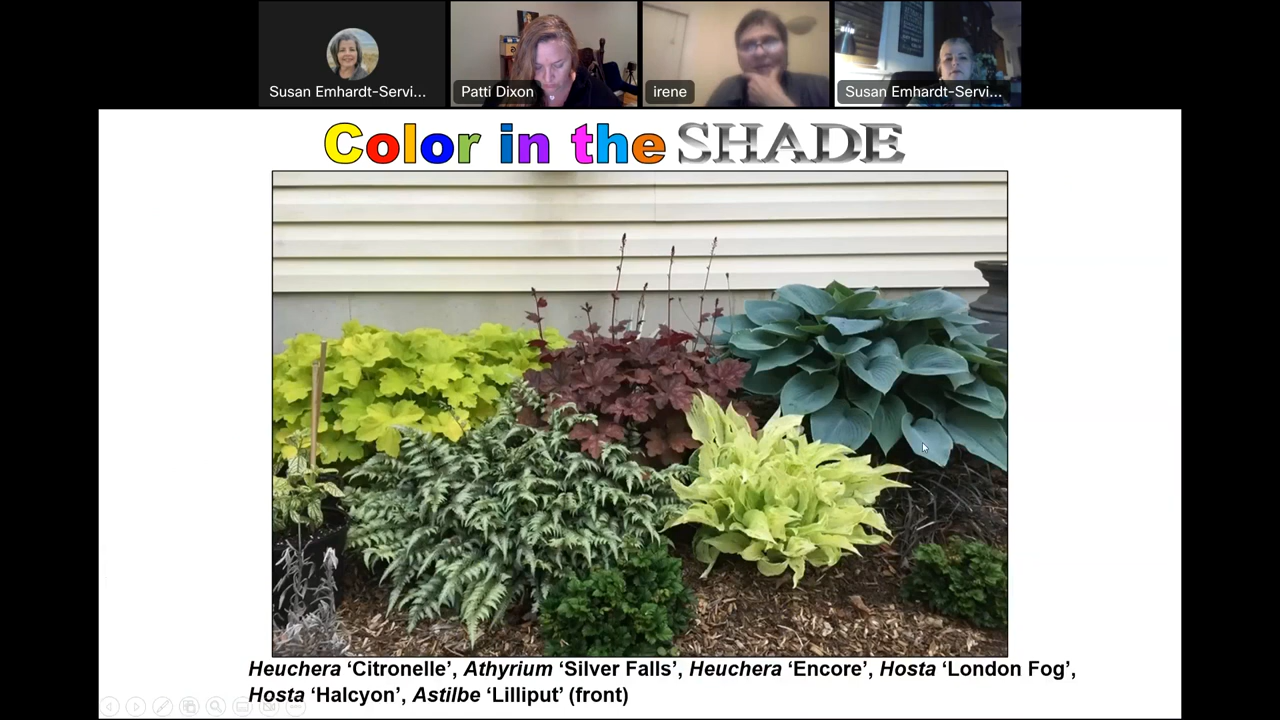 Susan Emhardt-Servi...
Patti Dixon
irene
Susan Emhardt-Servi...
Color in the SHADE
Heuchera ‘Citronelle’, Athyrium ‘Silver Falls’, Heuchera ‘Encore’, Hosta ‘London Fog’,
Hosta ‘Halcyon’, Astilbe ‘Lilliput’ (front)